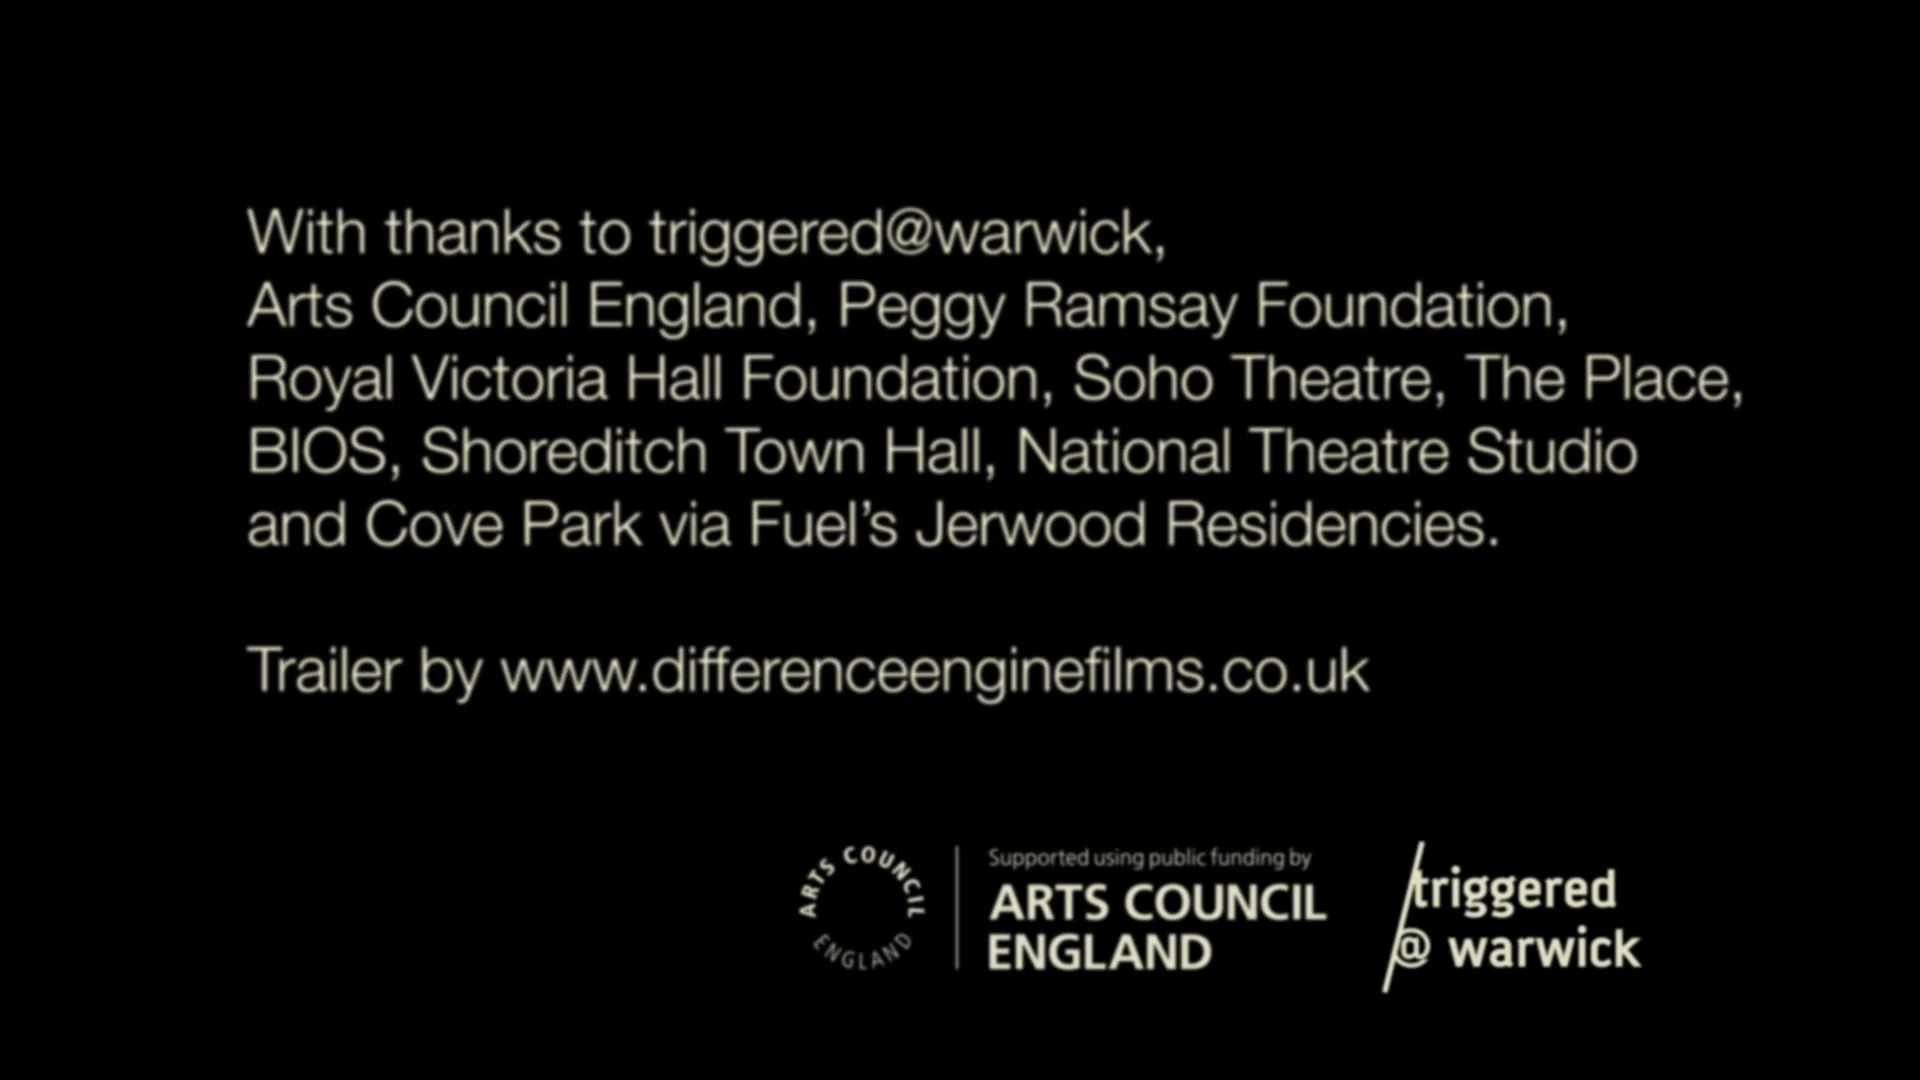 With thanks to triggered@warwick,
Arts Council England, Peggy Ramsay Foundation,
Royal Victoria Hall Foundation, Soho Theatre, The Place,
BIOS, Shoreditch Town Hall, National Theatre Studio
and Cove Park via Fuel’s Jerwood Residencies.
Trailer by www.differenceenginefilms.co.uk
ARTS COUNCIL
ENGLAND
Supported using public funding by
ARTS COUNCIL
ENGLAND
triggered
@ warwick